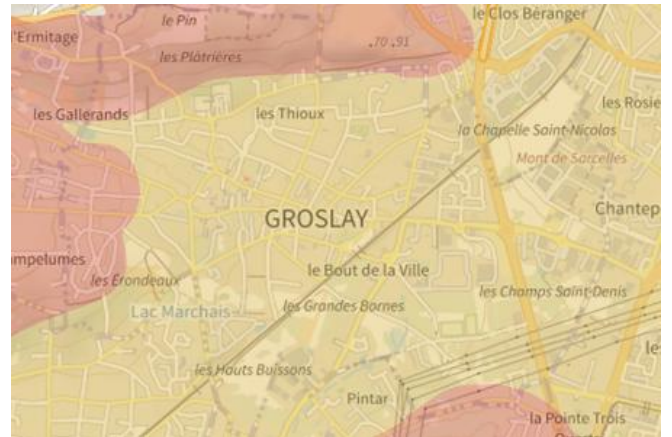 le Pin
le Clos Béranger
l'Ermitage
les Plâtrières
les Gallerands
les Thioux
les Rosie
la Chapelle Saint-Nicolas
Mont de Sarcelles
GROSLAY
Chantep
mpelumes
le Bout de la Ville
les Érondeaux
les Champs Saint-Denis
les Grandes Bornes
Lac Marchais
le
les Hauts Buissons
Pintar
la Pointe Trois